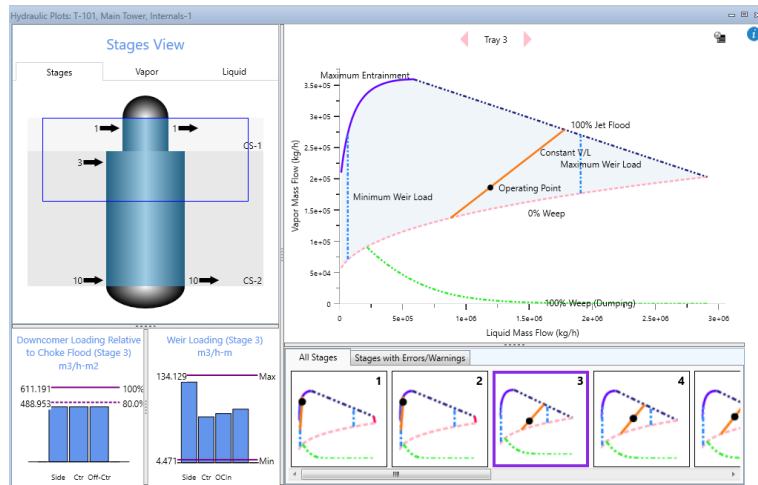 Hydraulic Plots: T-101, Main Tower, Internals-1
Stages View
Stages Vapor Liquid
1 1
CS-1
3
10 10 CS-2
Downcomer Loading Relative
to Choke Flood (Stage 3)
m3/h-m2
611.191 100%
488.953 80.0%
Side Ctr Off-Ctr
Weir Loading (Stage 3)
m3/h-m
134.129 Max
4.471 Min
Side Ctr OCIn
Tray 3
Vapor Mass Flow (kg/h)
Maximum Entrainment
3.5e+05
3e+05
100% Jet Flood
2.5e+05
Constant V/L
Maximum Weir Load
2e+05
Operating Point
Minimum Weir Load
1.5e+05
0% Weep
1e+05
5e+04
100% Weep (Dumping)
0
0 5e+05 1e+06 1.5e+06 2e+06 2.5e+06 3e+06
Liquid Mass Flow (kg/h)
All Stages Stages with Errors/Warnings
1 2 3 4